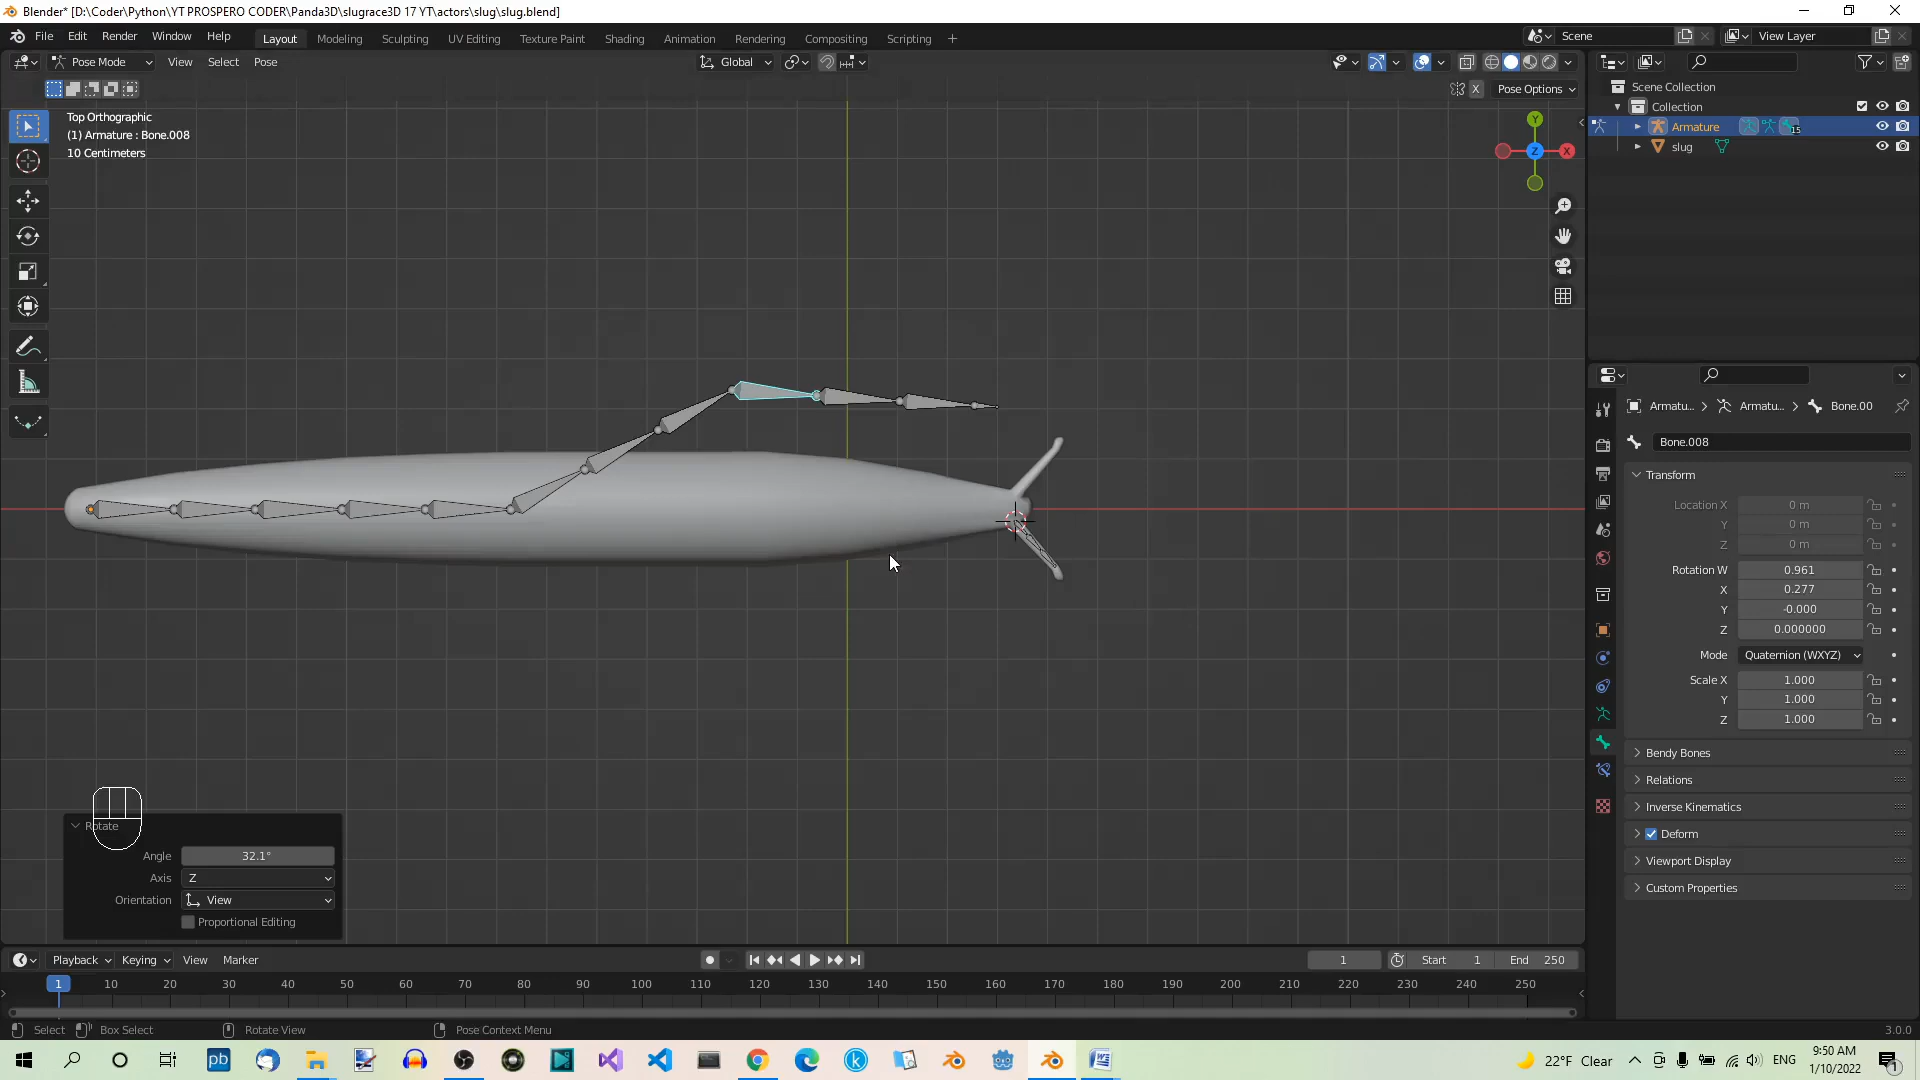 Blender* [D:\Coder\Python\YT PROSPERO CODER\Panda3D\slugrace3D 17 YT\actors\slug\slug.blend]
File Edit Render Window Help Layout Modeling Sculpting UV Editing Texture Paint Shading Animation Rendering Compositing Scripting + Scene View Layer
Pose Mode View Select Pose Global
X Pose Options
Top Orthographic
(1) Armature : Bone.008
10 Centimeters
Y
Z X
Scene Collection
Collection
Armature 15
slug
Armatu... Armatu... Bone.00
Bone.008
Transform
Location X 0 m
Y 0 m
Z 0 m
Rotation W 0.961
X 0.277
Y -0.000
Z 0.000000
Mode Quaternion (WXYZ)
Scale X 1.000
Y 1.000
Z 1.000
Bendy Bones
Relations
Inverse Kinematics
Deform
Viewport Display
Custom Properties
Rotate
Angle 32.1°
Axis Z
Orientation View
Proportional Editing
Playback Keying View Marker 1 Start 1 End 250
1 10 20 30 40 50 60 70 80 90 100 110 120 130 140 150 160 170 180 190 200 210 220 230 240 250
Select Box Select Rotate View Pose Context Menu 3.0.0
pb 22°F Clear ENG 9:50 AM
1/10/2022 1